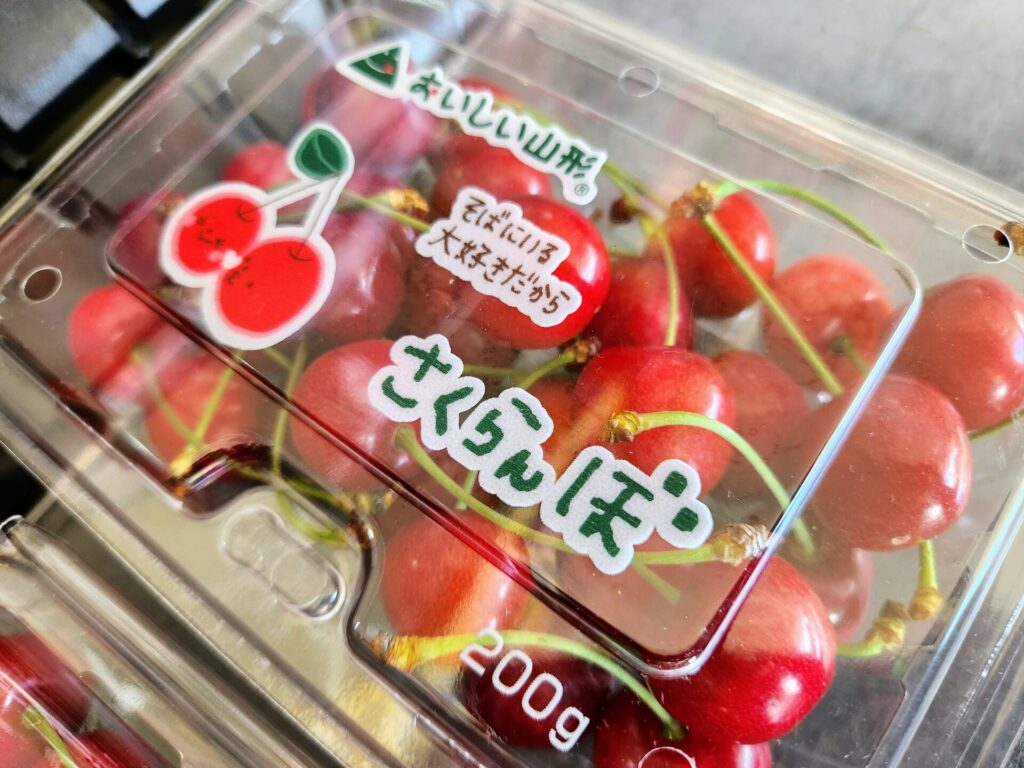 おいしい山形®
そばにいる
大好きだから
さくらんぼ
200g